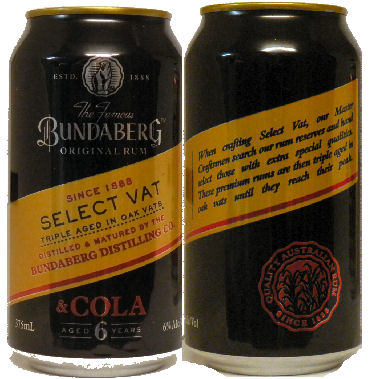 ESTD. 1888
The Famous
BUNDABERG
ORIGINAL RUM
SINCE 1888
SELECT VAT
TRIPLE AGED IN OAK VATS
DISTILLED & MATURED BY THE
BUNDABERG DISTILLING CO.
& COLA
AGED 6 YEARS
375mL
6% Alc
/Vol
When crafting Select Vat, our Master
Craftsmen search our rum reserves and hand
select those with extra special qualities.
These premium rums are then triple aged in
oak vats until they reach their peak.
QUALITY AUSTRALIAN RUM
SINCE 1888